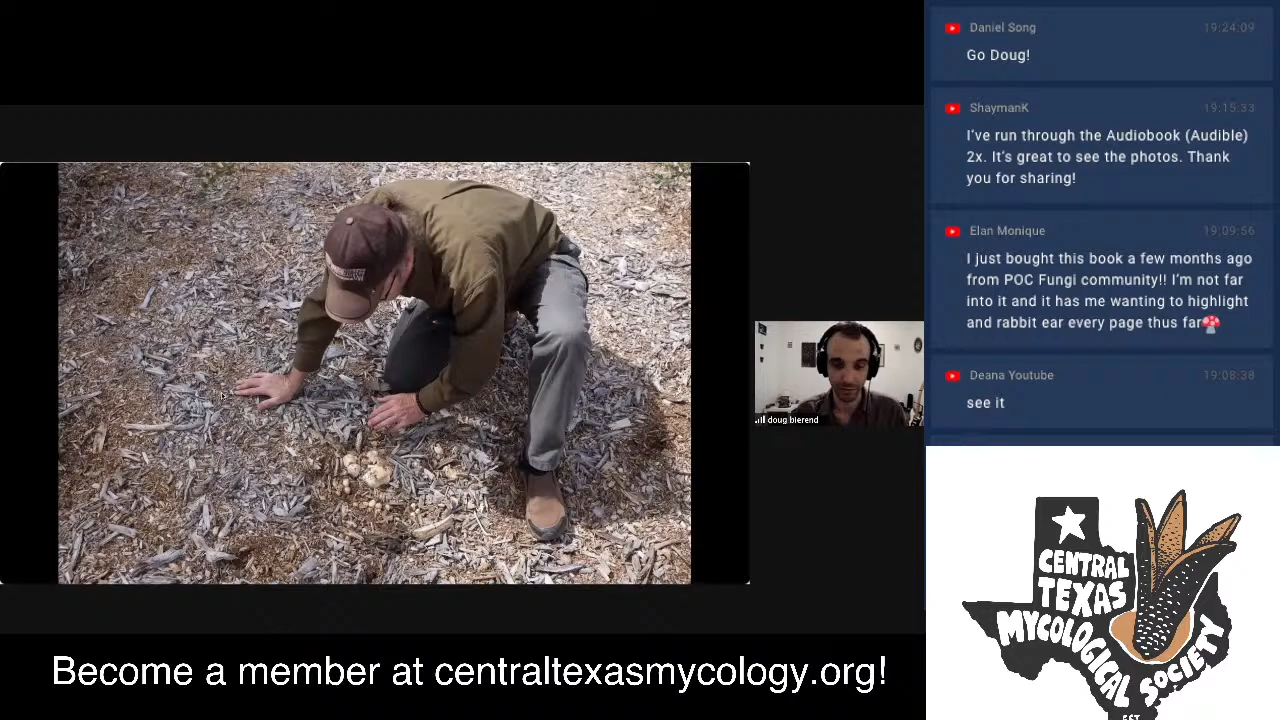 doug bierend
Become a member at centraltexasmycology.org!
Daniel Song
19:24:09
Go Doug!
ShaymanK
19:15:33
I've run through the Audiobook (Audible)
2x. It's great to see the photos. Thank
you for sharing!
Elan Monique
19:09:56
I just bought this book a few months ago
from POC Fungi community!! I'm not far
into it and it has me wanting to highlight
and rabbit ear every page thus far🍄
Deana Youtube
19:08:38
see it
CENTRAL
TEXAS
MYCOLOGICAL
SOCIETY
EST